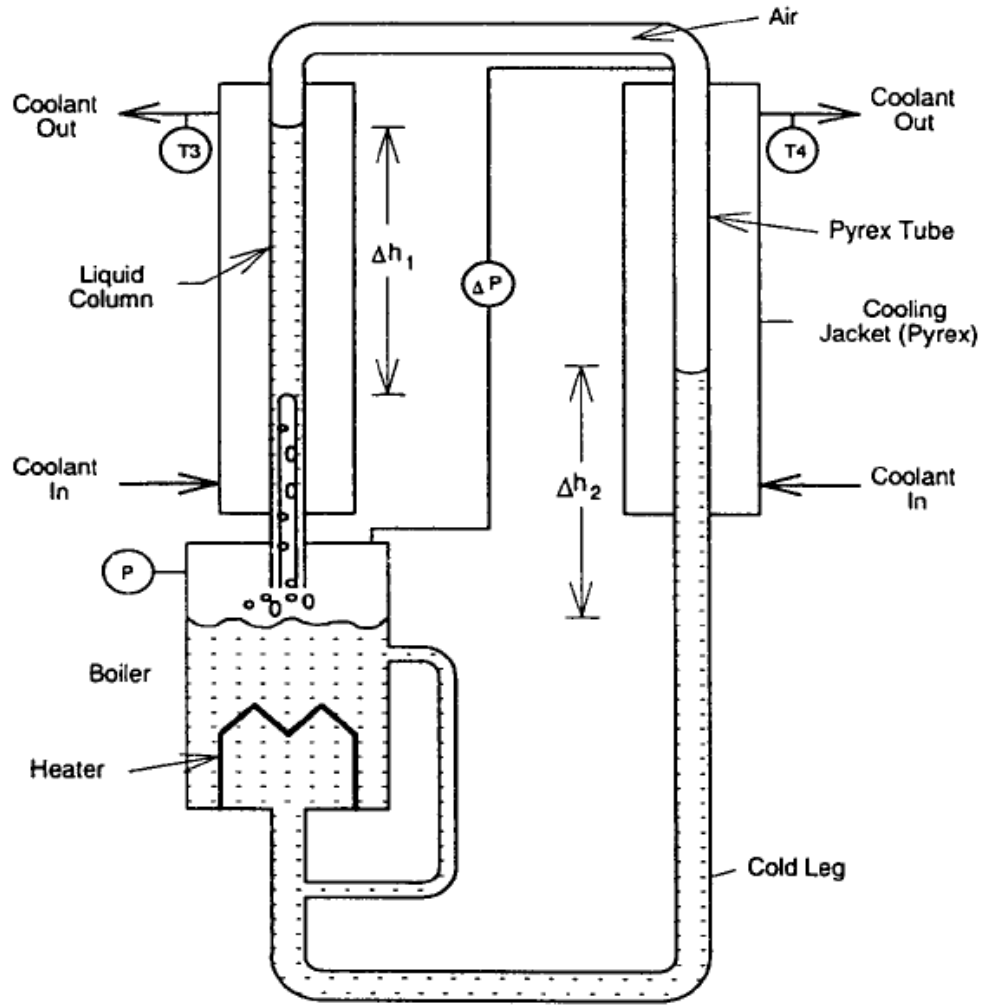 Air
Coolant
Out
T3
Coolant
Out
T4
Δh1
Pyrex Tube
Liquid
Column
ΔP
Cooling
Jacket (Pyrex)
Coolant
In
Δh2
Coolant
In
P
Boiler
Heater
Cold Leg